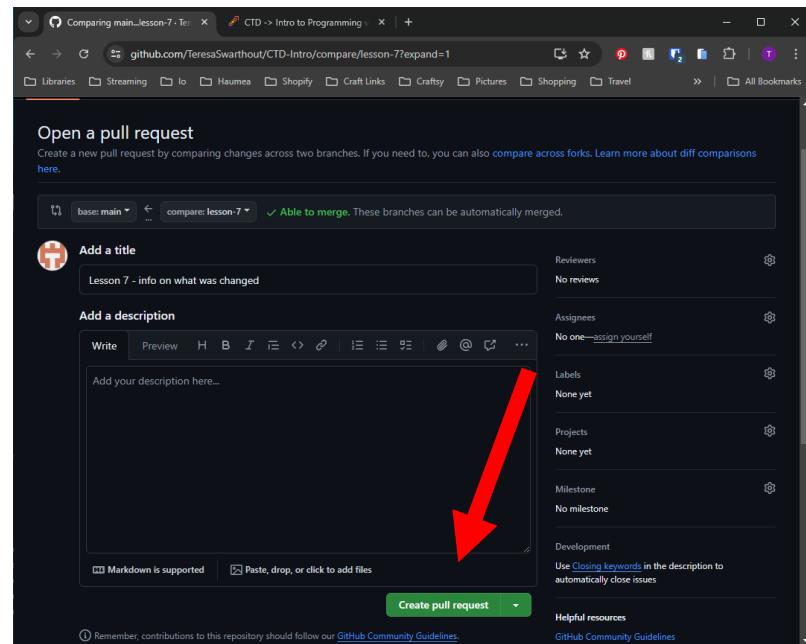 Comparing main...lesson-7 · Ter
CTD -> Intro to Programming v
github.com/TeresaSwarthout/CTD-Intro/compare/lesson-7?expand=1
T
2
Libraries
Streaming
Io
Haumea
Shopify
Craft Links
Craftsy
Pictures
Shopping
Travel
»
All Bookmarks
Open a pull request
Create a new pull request by comparing changes across two branches. If you need to, you can also compare across forks. Learn more about diff comparisons
here.
base: main
compare: lesson-7
Able to merge. These branches can be automatically merged.
Add a title
Lesson 7 - info on what was changed
Add a description
Write
Preview
H B I
Add your description here...
Markdown is supported
Paste, drop, or click to add files
Create pull request
Remember, contributions to this repository should follow our GitHub Community Guidelines.
Reviewers
No reviews
Assignees
No one—assign yourself
Labels
None yet
Projects
None yet
Milestone
No milestone
Development
Use Closing keywords in the description to
automatically close issues
Helpful resources
GitHub Community Guidelines